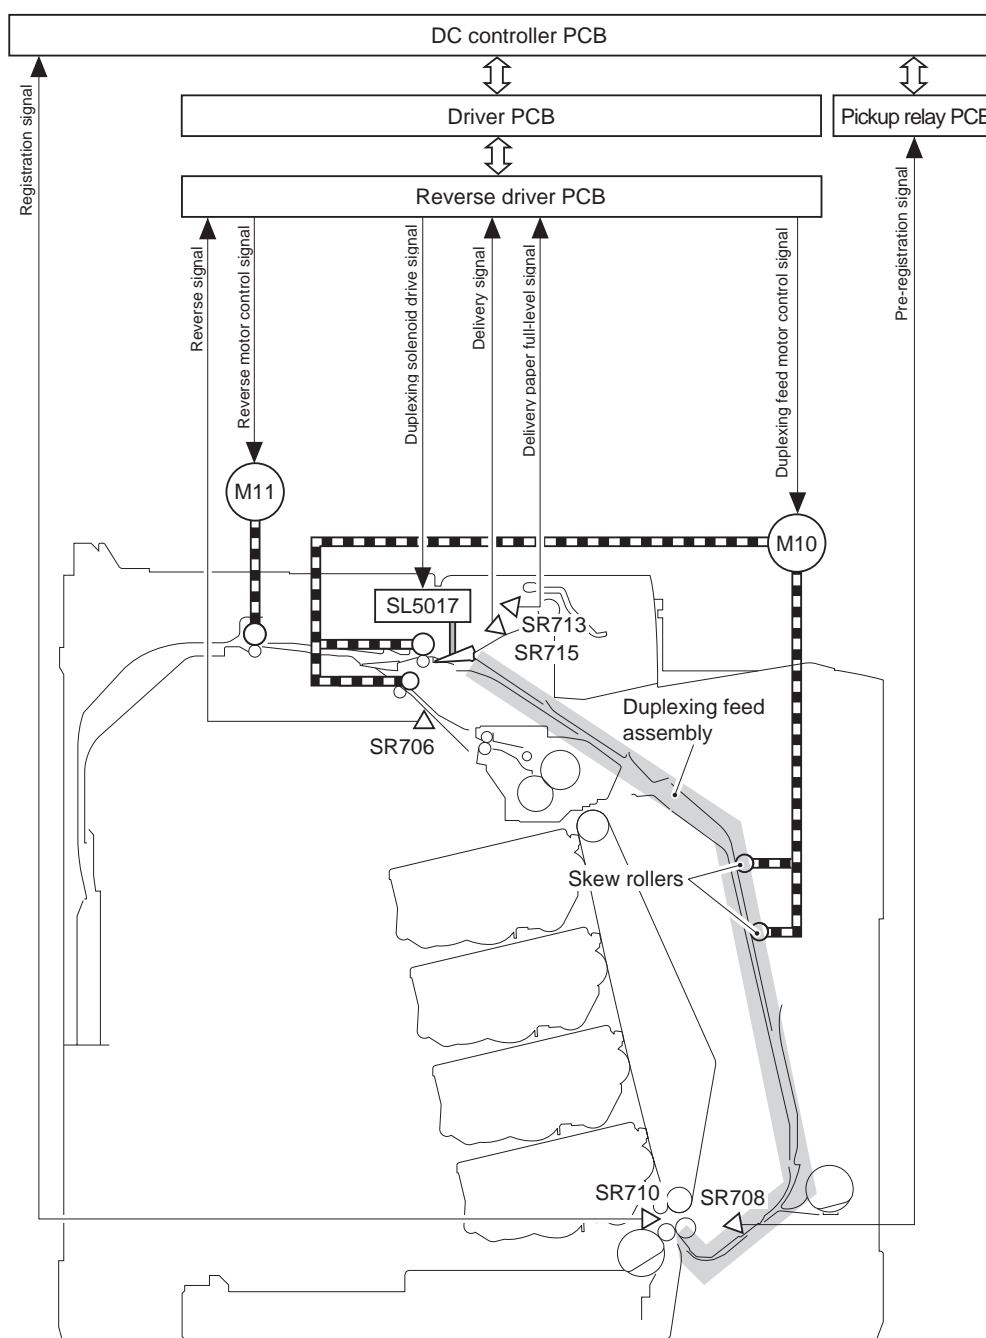 DC controller PCB
Driver PCB
Pickup relay PCB
Reverse driver PCB
Registration signal
Reverse signal
Reverse motor control signal
Duplexing solenoid drive signal
Delivery signal
Delivery paper full-level signal
Duplexing feed motor control signal
Pre-registration signal
M11
M10
SL5017
SR713
SR715
SR706
Duplexing feed
assembly
Skew rollers
SR710
SR708